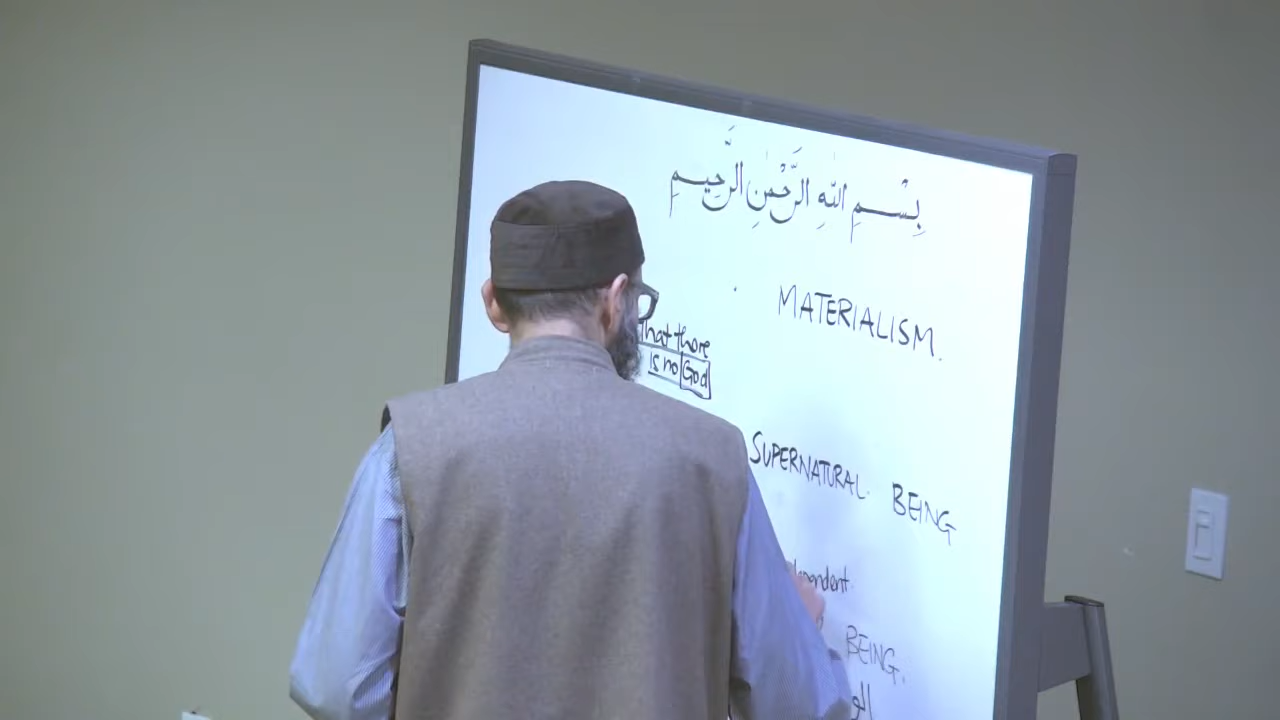 بِسْمِ اللهِ الرَّحْمٰنِ الرَّحِيمِ
MATERIALISM.
that there
is no God
SUPERNATURAL BEING
BEING.